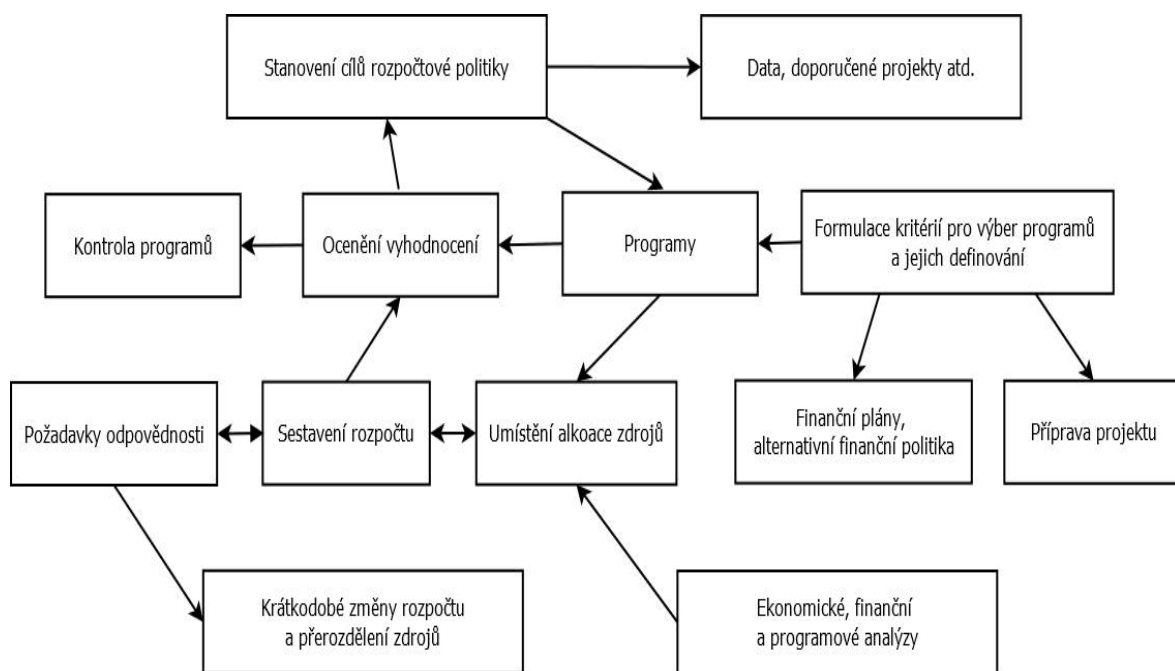 Stanovení cílů rozpočtové politiky
Data, doporučené projekty atd.
Kontrola programů
Ocenění vyhodnocení
Programy
Formulace kritérií pro výber programů
a jejich definování
Požadavky odpovědnosti
Sestavení rozpočtu
Umístění alkoace zdrojů
Finanční plány,
alternativní finanční politika
Příprava projektu
Krátkodobé změny rozpočtu
a přerozdělení zdrojů
Ekonomické, finanční
a programové analýzy